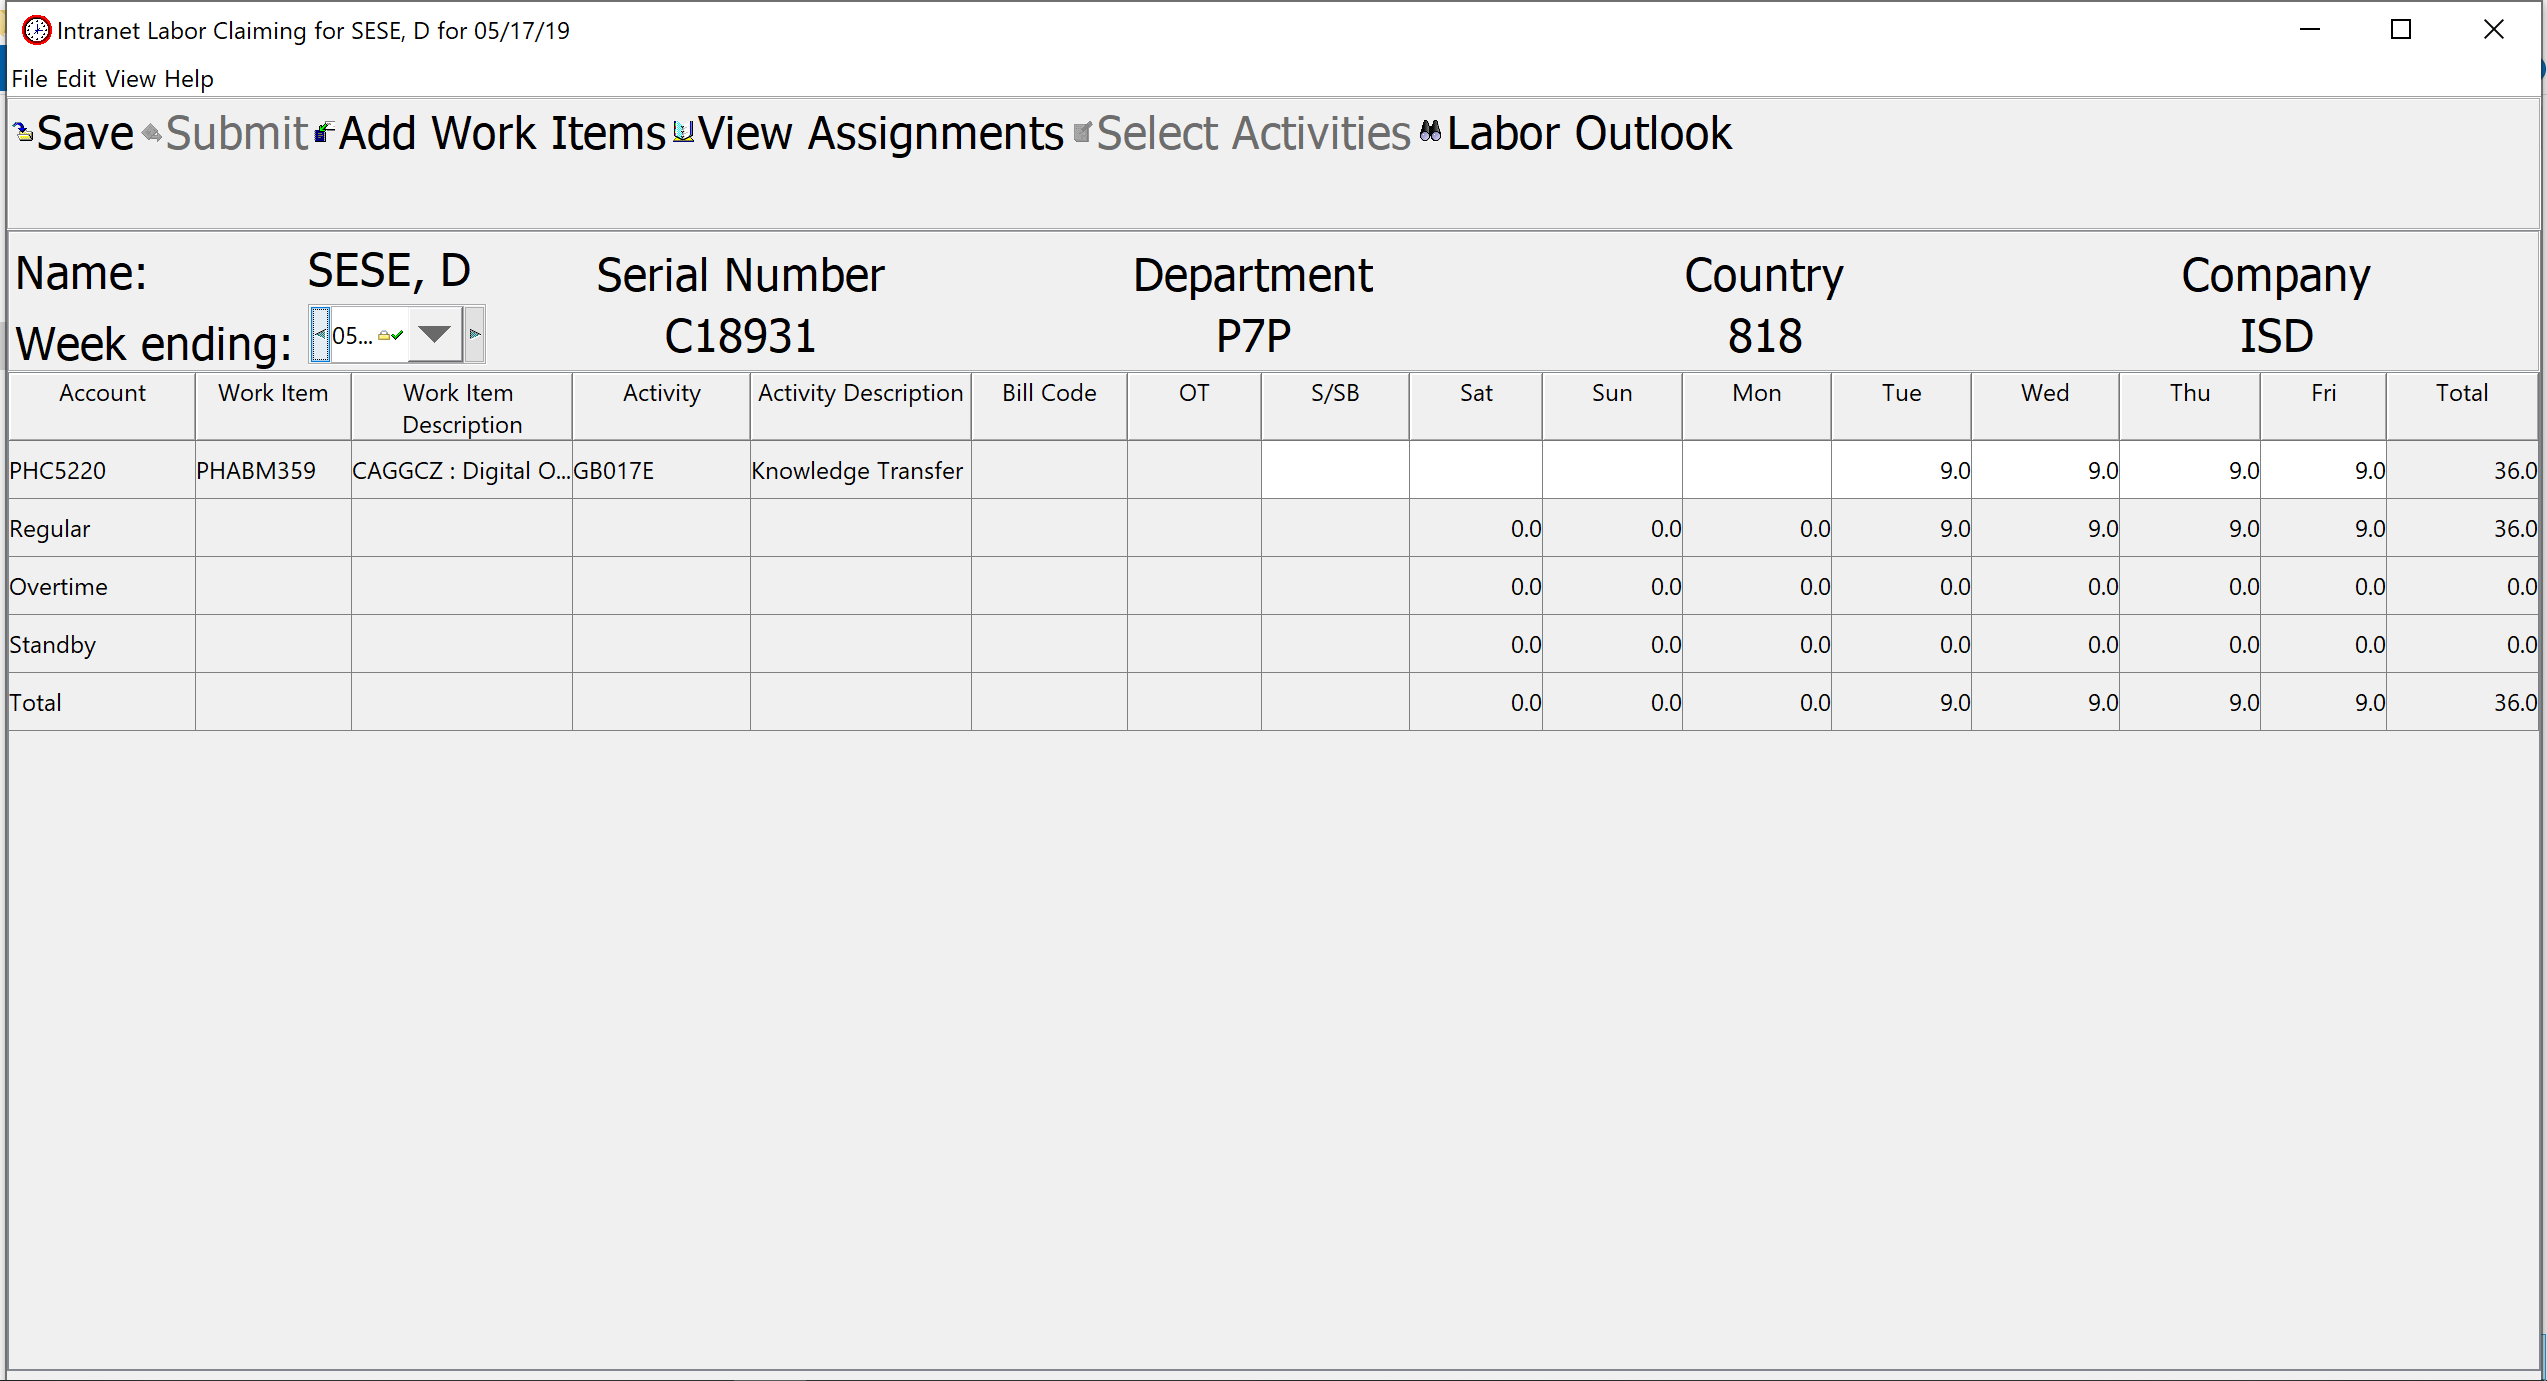 Intranet Labor Claiming for SESE, D for 05/17/19
File Edit View Help
Save Submit Add Work Items View Assignments Select Activities Labor Outlook
Name: SESE, D Serial Number Department Country Company
Week ending: 05... C18931 P7P 818 ISD
Account Work Item Work Item Description Activity Activity Description Bill Code OT S/SB Sat Sun Mon Tue Wed Thu Fri Total
PHC5220 PHABM359 CAGGCZ : Digital O... GB017E Knowledge Transfer 9.0 9.0 9.0 9.0 36.0
Regular 0.0 0.0 0.0 9.0 9.0 9.0 9.0 36.0
Overtime 0.0 0.0 0.0 0.0 0.0 0.0 0.0 0.0
Standby 0.0 0.0 0.0 0.0 0.0 0.0 0.0 0.0
Total 0.0 0.0 0.0 9.0 9.0 9.0 9.0 36.0